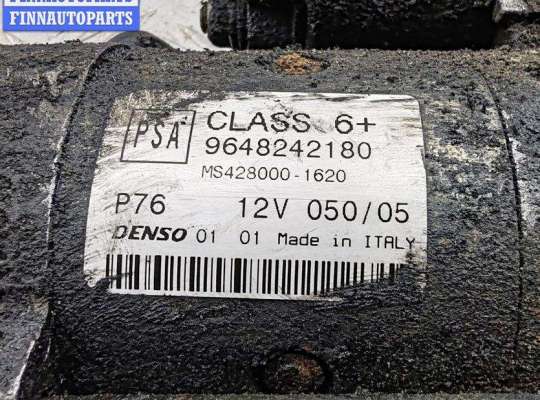 FINNAUTOPARTS
PSA
CLASS 6+
9648242180
MS428000-1620
P76 12V 050/05
DENSO 01 01 Made in ITALY